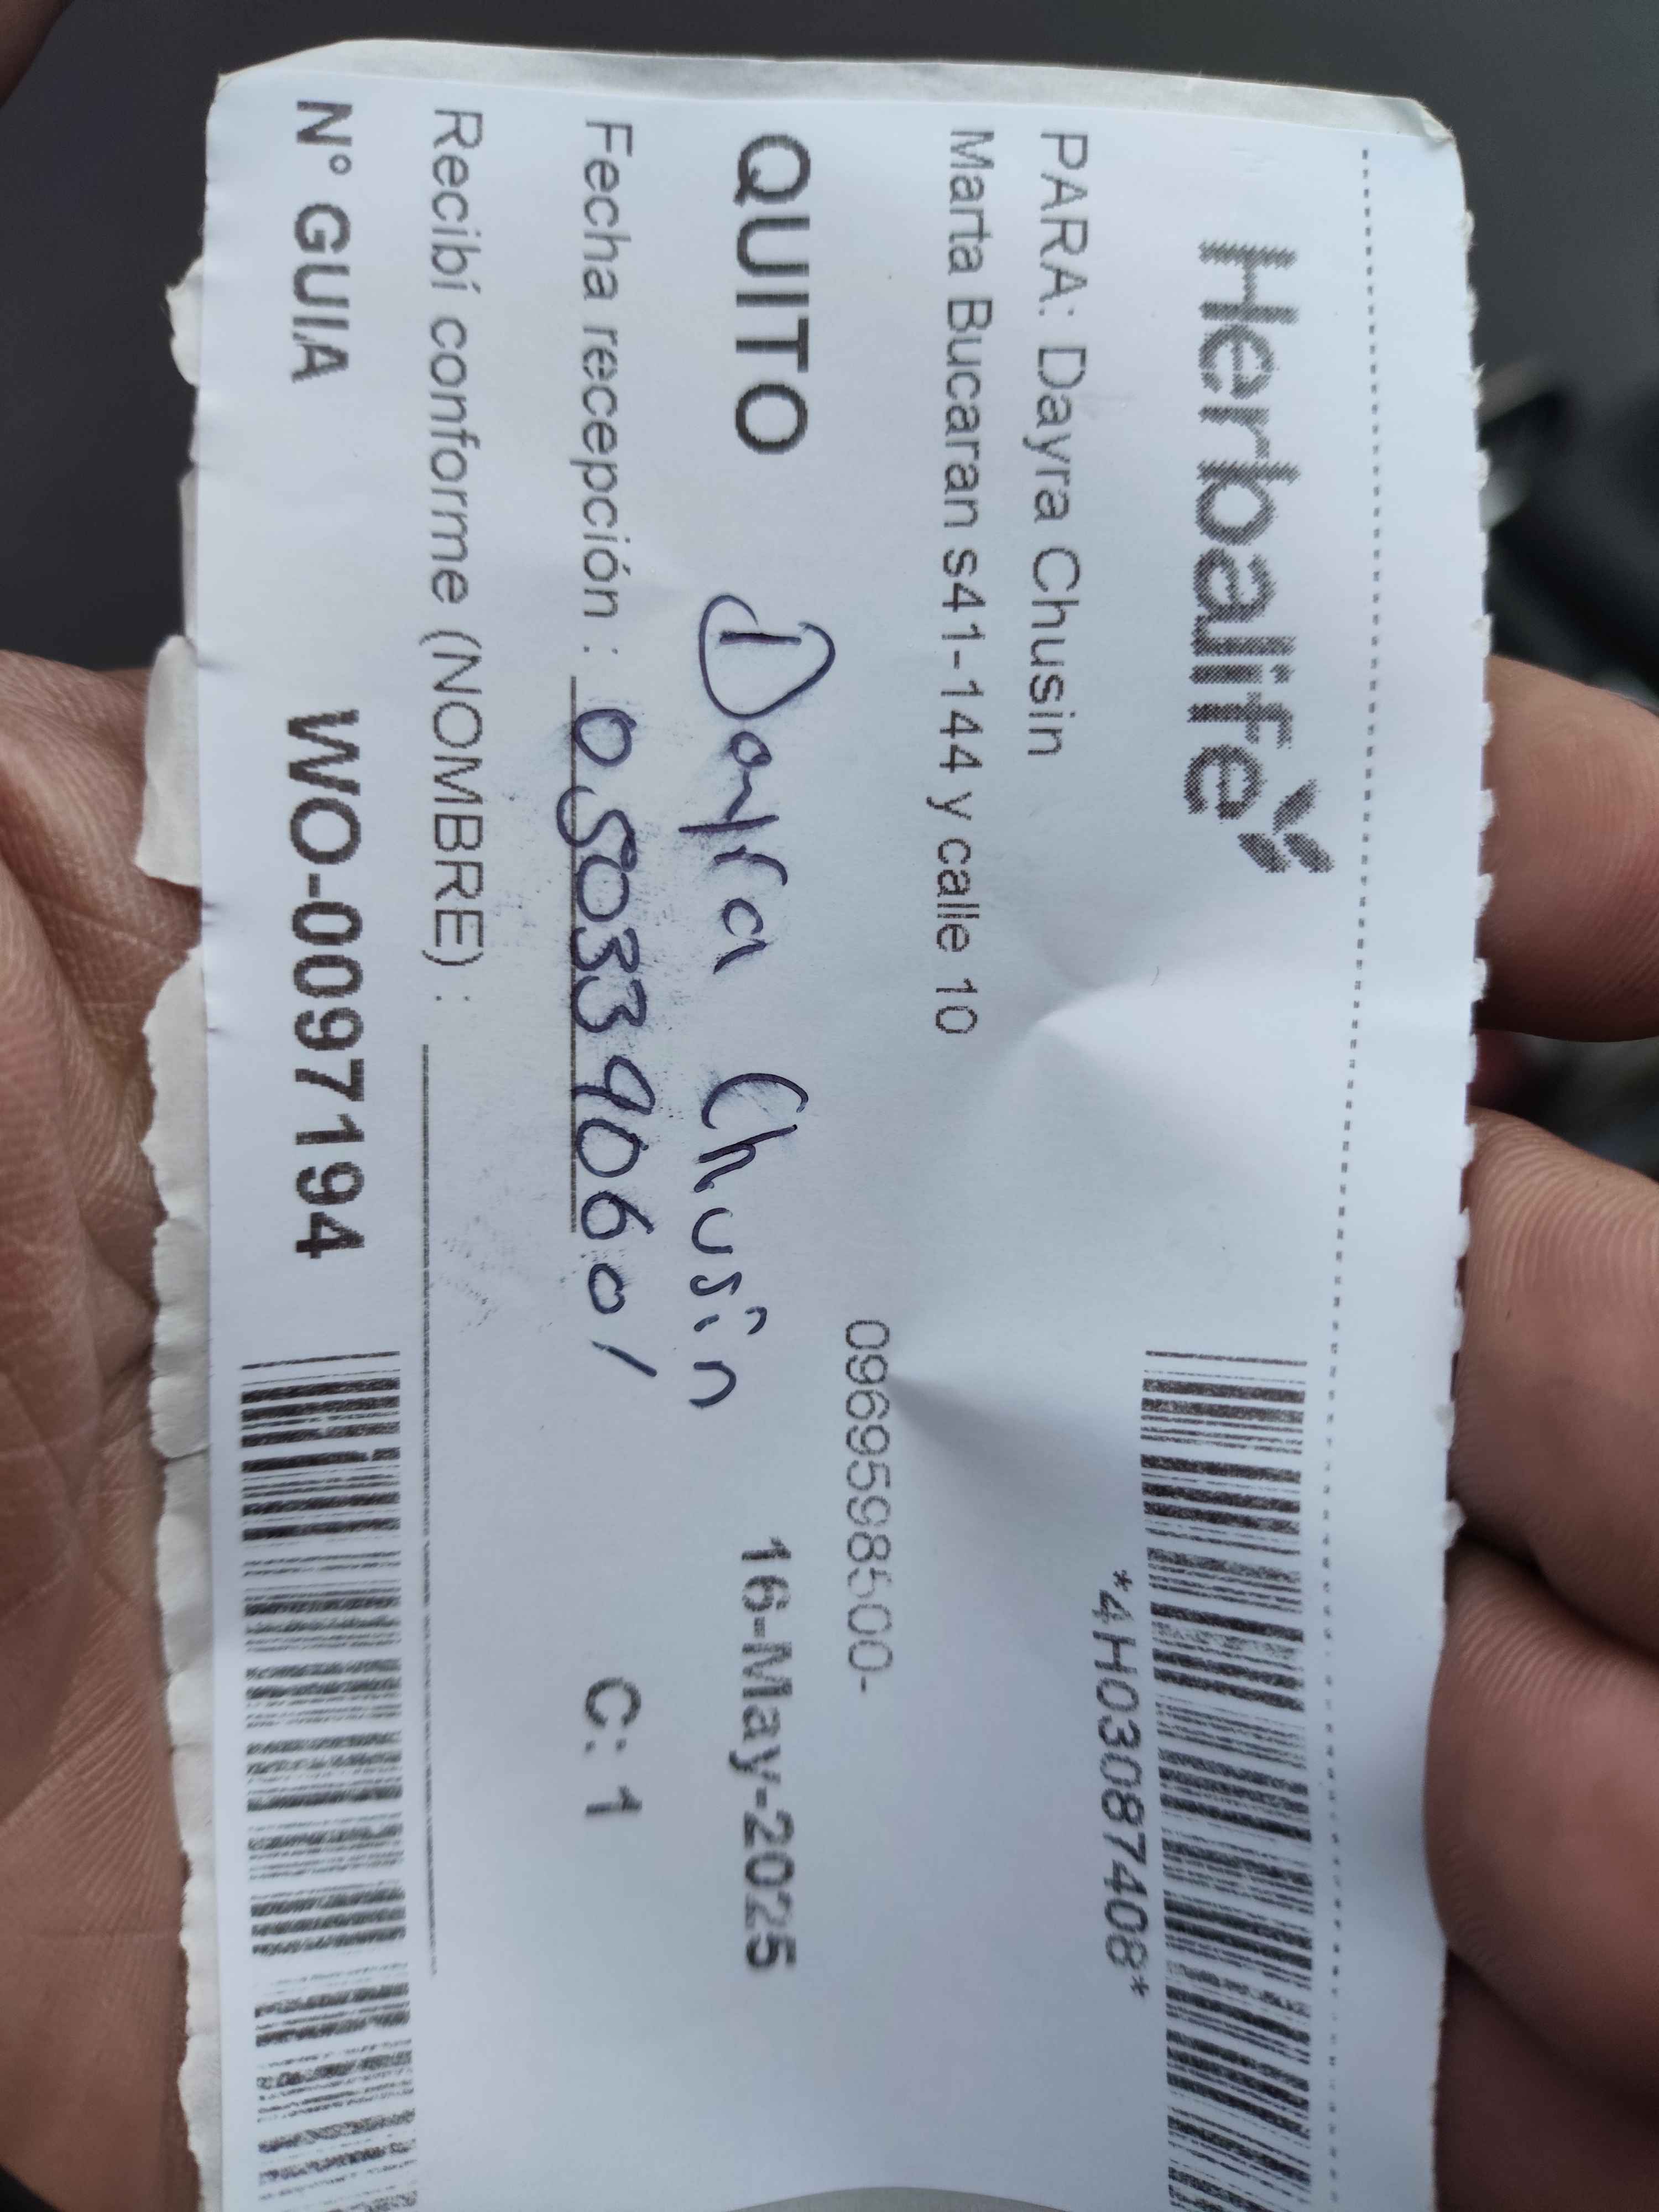 Herbalife
*4H03087408*
PARA: Dayra Chusin
Marta Bucaran s41-144 y calle 10
0969598500-
QUITO
Dayra Chusin
16-May-2025
Fecha recepción : 0503390601
C: 1
Recibí conforme (NOMBRE) :
N° GUIA WO-00971194